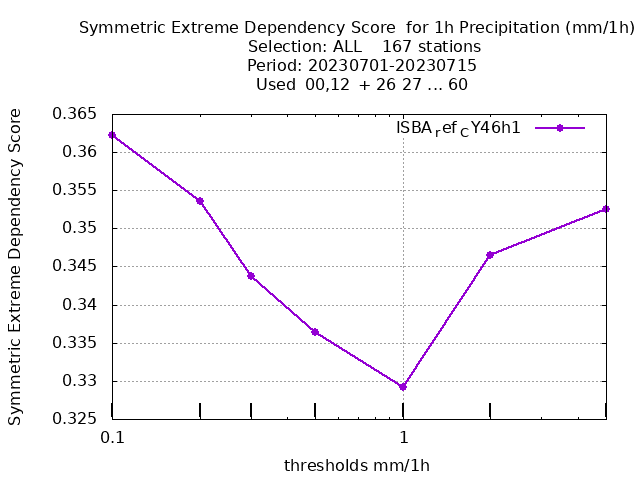 Symmetric Extreme Dependency Score  for 1h Precipitation (mm/1h)
Selection: ALL    167 stations
Period: 20230701-20230715
Used  00,12  + 26 27 ... 60
ISBAref CY46h1
0.365
0.36
0.355
0.35
0.345
0.34
0.335
0.33
0.325
Symmetric Extreme Dependency Score
0.1 1
thresholds mm/1h